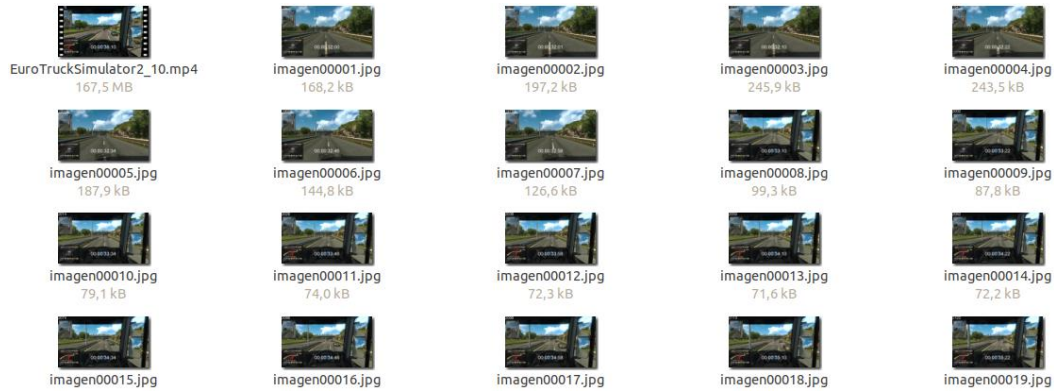 EuroTruckSimulator2_10.mp4 imagen00001.jpg imagen00002.jpg imagen00003.jpg imagen00004.jpg
167,5 MB 168,2 kB 197,2 kB 245,9 kB 243,5 kB
imagen00005.jpg imagen00006.jpg imagen00007.jpg imagen00008.jpg imagen00009.jpg
187,9 kB 144,8 kB 126,6 kB 99,3 kB 87,8 kB
imagen00010.jpg imagen00011.jpg imagen00012.jpg imagen00013.jpg imagen00014.jpg
79,1 kB 74,0 kB 72,3 kB 71,6 kB 72,2 kB
imagen00015.jpg imagen00016.jpg imagen00017.jpg imagen00018.jpg imagen00019.jpg